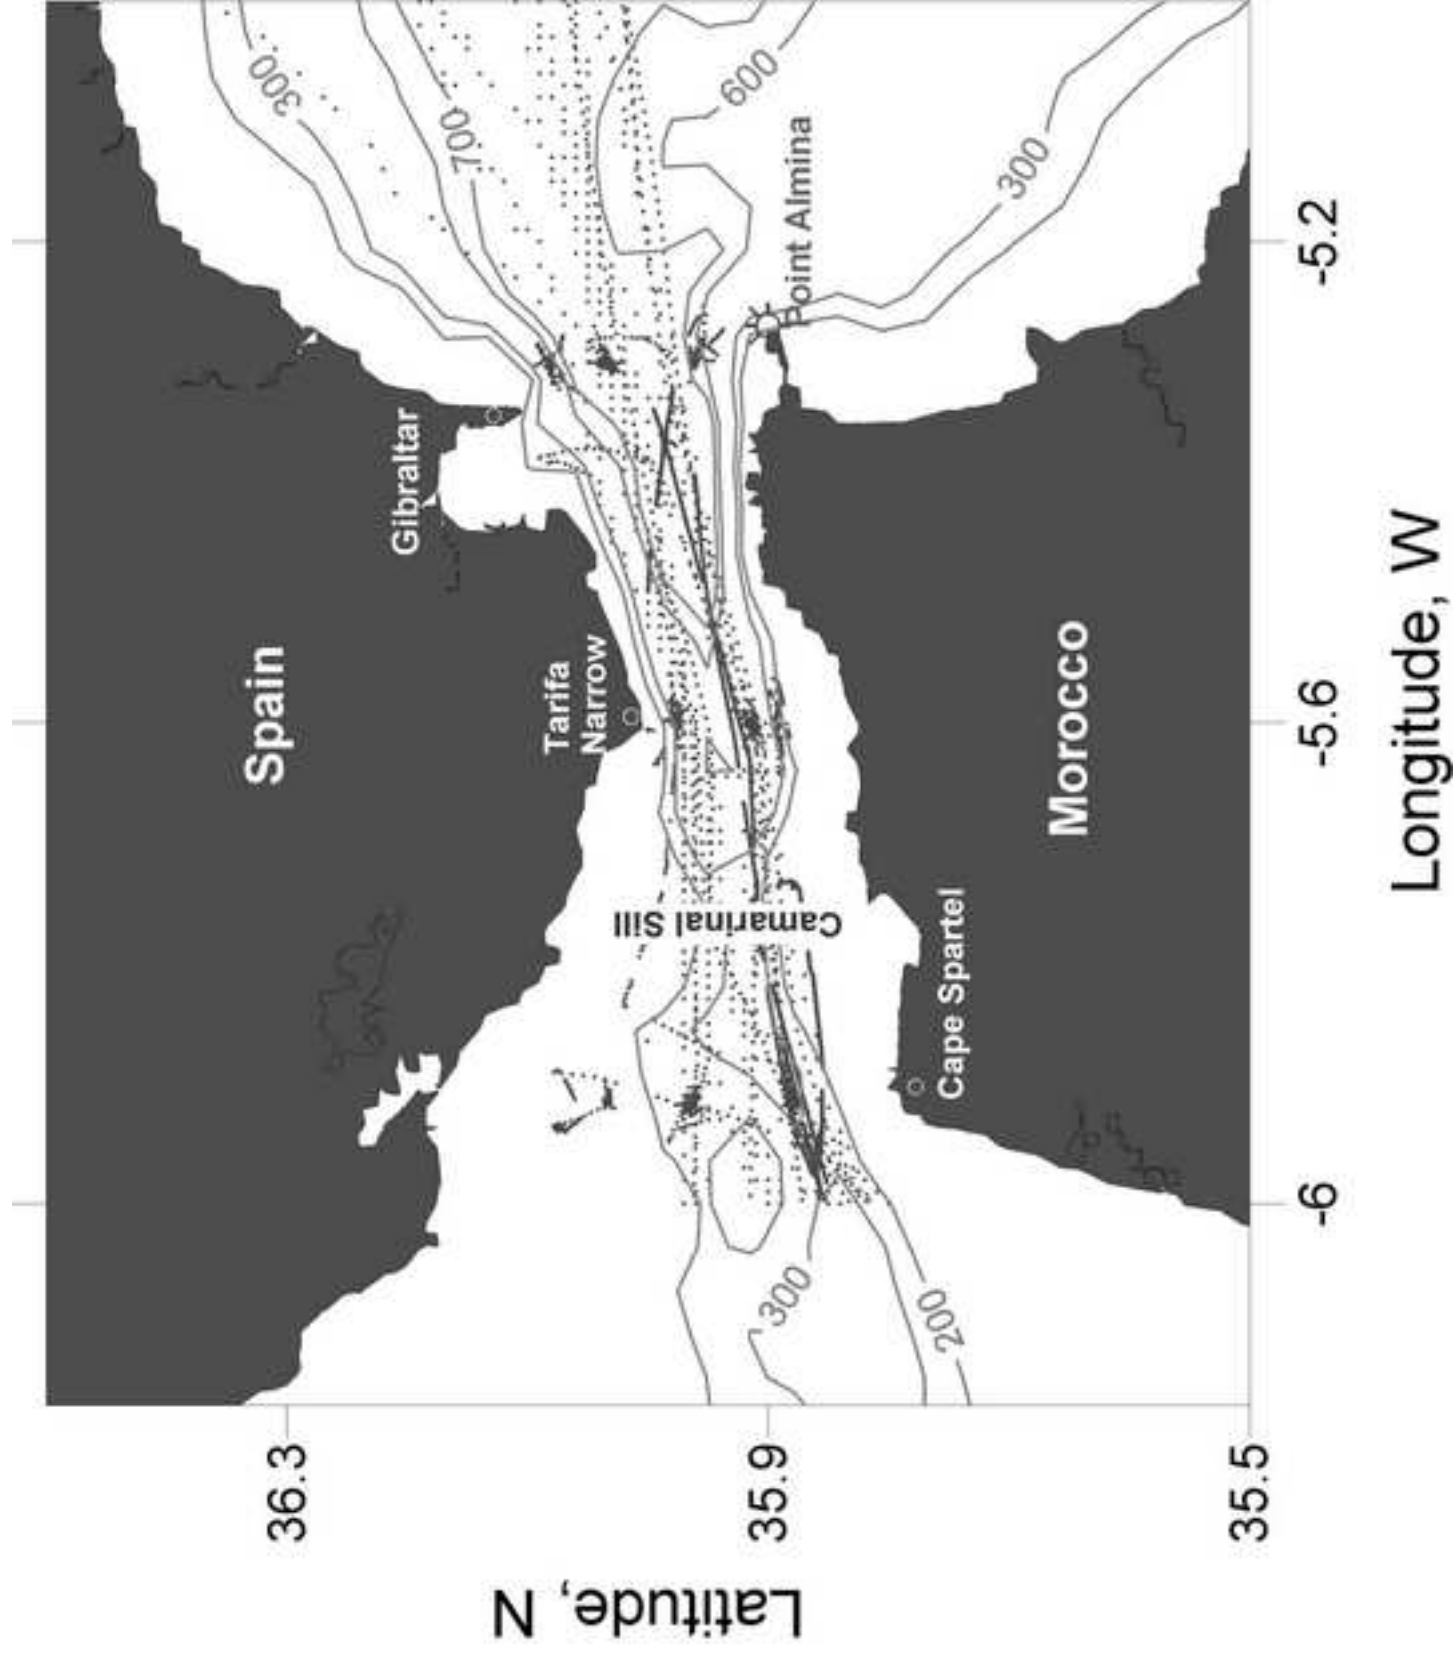 Spain
Gibraltar
Tarifa
Narrow
Camarinal Sill
Point Almina
Cape Spartel
Morocco
300
700
600
300
300
200
36.3
35.9
35.5
Latitude, N
-6
-5.6
-5.2
Longitude, W